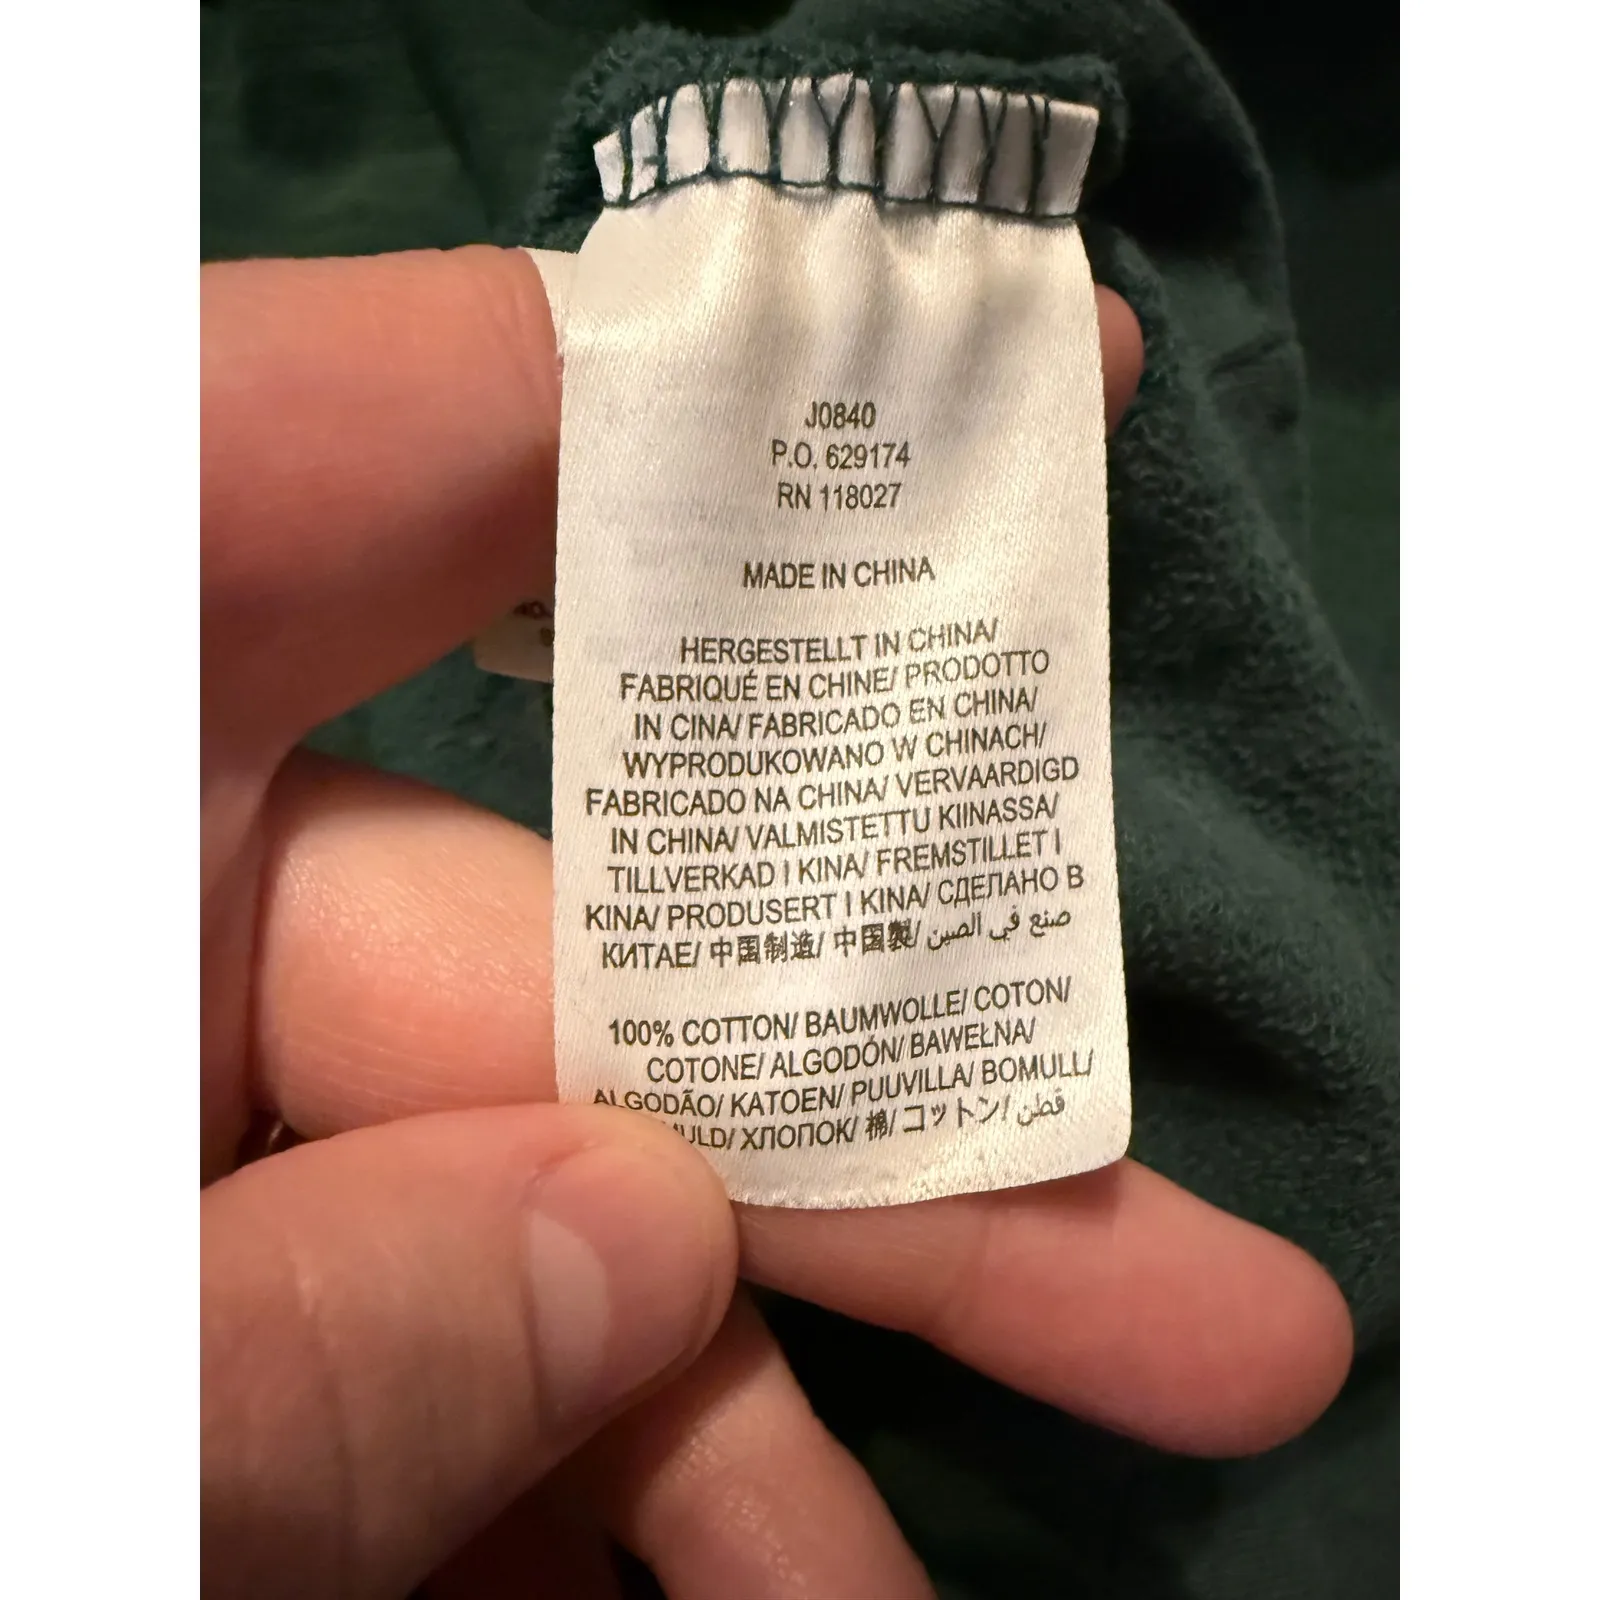 J0840
P.O. 629174
RN 118027
MADE IN CHINA
HERGESTELLT IN CHINA/
FABRIQUÉ EN CHINE/ PRODOTTO
IN CINA/ FABRICADO EN CHINA/
WYPRODUKOWANO W CHINACH/
FABRICADO NA CHINA/ VERVAARDIGD
IN CHINA/ VALMISTETTU KIINASSA/
TILLVERKAD I KINA/ FREMSTILLET I
KINA/ PRODUSERT I KINA/ СДЕЛАНО В
КИТАЕ/ 中国制造/ 中国製/ صنع في الصين
100% COTTON/ BAUMWOLLE/ COTON/
COTONE/ ALGODÓN/ BAWEŁNA/
ALGODÃO/ KATOEN/ PUUVILLA/ BOMULL/
ХЛОПОК/ 棉/ コットン/ قطن